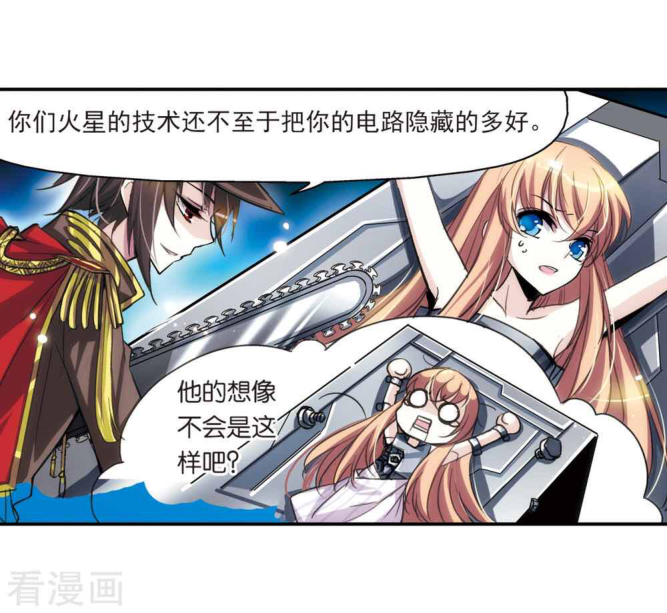 你们火星的技术还不至于把你的电路隐藏的多好。
他的想像
不会是这
样吧？
看漫画